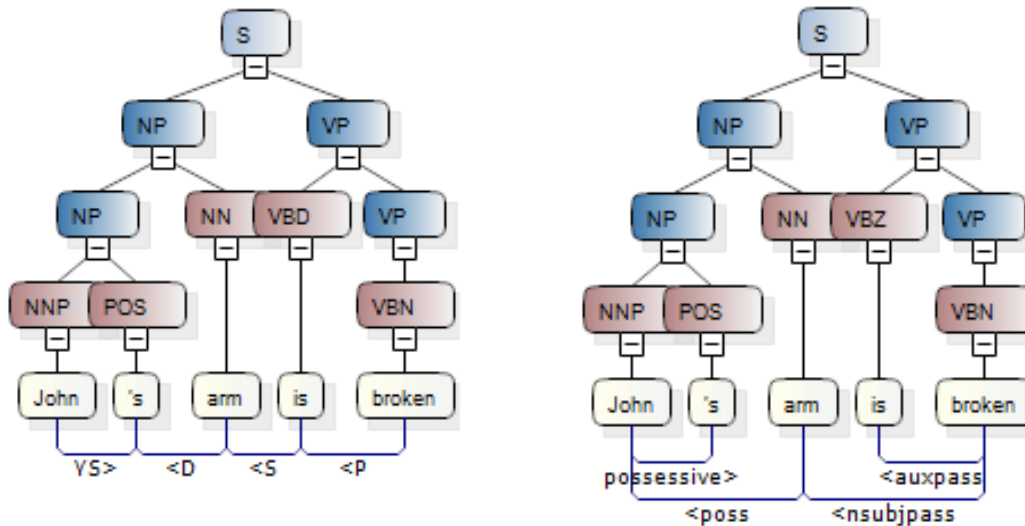 S S
NP VP NP VP
NP NN VBD VP NP NN VBZ VP
NNP POS VBN NNP POS VBN
John 's arm is broken John 's arm is broken
YS> <D <S <P possessive> <auxpass
<poss <nsubjpass